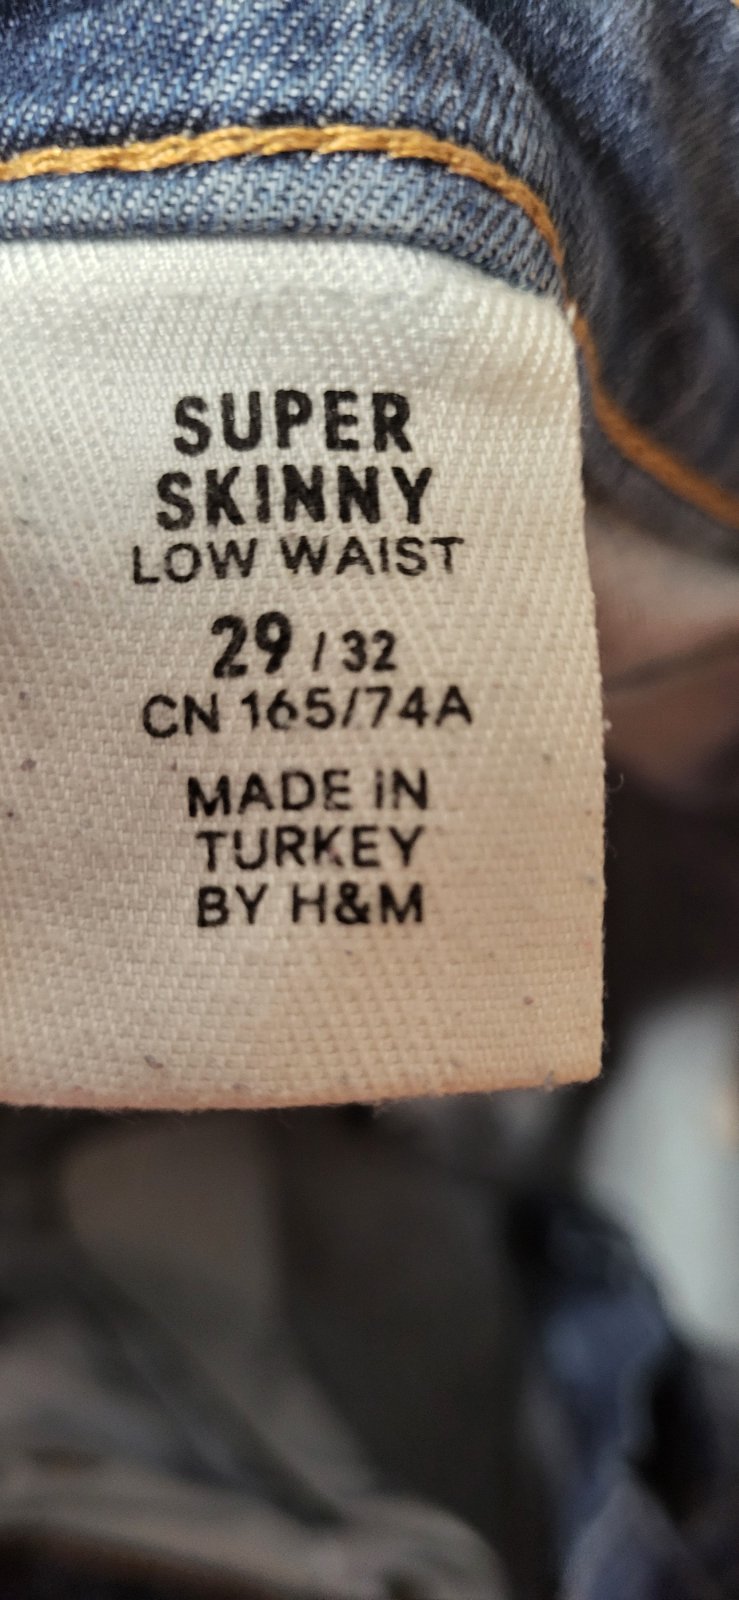 SUPER
SKINNY
LOW WAIST
29 / 32
CN 165/74A
MADE IN
TURKEY
BY H&M